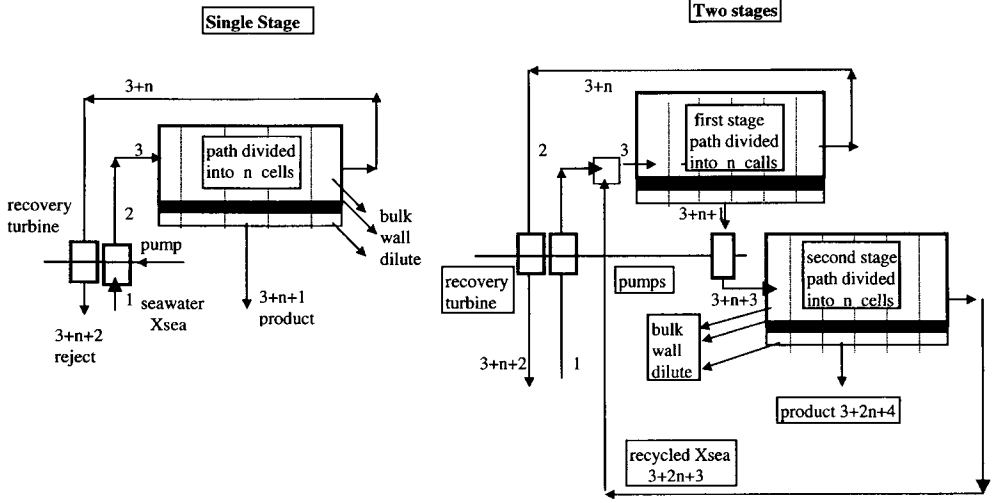 Single Stage
3+n
3
path divided
into n cells
recovery
turbine
2
bulk
wall
dilute
pump
1
seawater
Xsea
3+n+1
product
3+n+2
reject
Two stages
3+n
2
3
first stage
path divided
into n calls
3+n+1
second stage
path divided
into n cells
recovery
turbine
pumps
3+n+3
bulk
wall
dilute
3+n+2
1
product 3+2n+4
recycled Xsea
3+2n+3